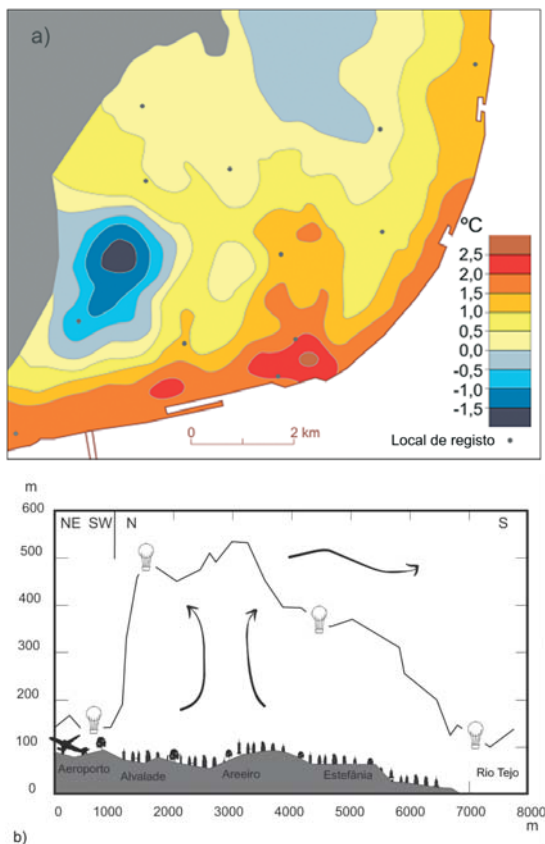 a)
ºC
2,5
2,0
1,5
1,0
0,5
0,0
-0,5
-1,0
-1,5
0 2 km
Local de registo
m
600
NE SW N S
500
400
300
200
100
Aeroporto Alvalade Areeiro Estefânia Rio Tejo
0
0 1000 2000 3000 4000 5000 6000 7000 8000
m
b)